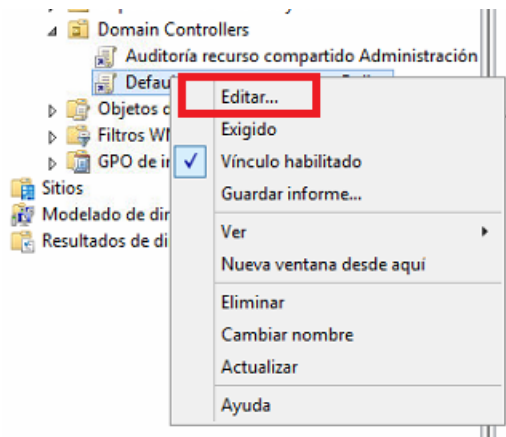 Domain Controllers
Auditoría recurso compartido Administración
Defau
Editar...
Objetos d
Exigido
Filtros WM
GPO de in
Vínculo habilitado
Sitios
Guardar informe...
Modelado de dir
Ver
Resultados de di
Nueva ventana desde aquí
Eliminar
Cambiar nombre
Actualizar
Ayuda